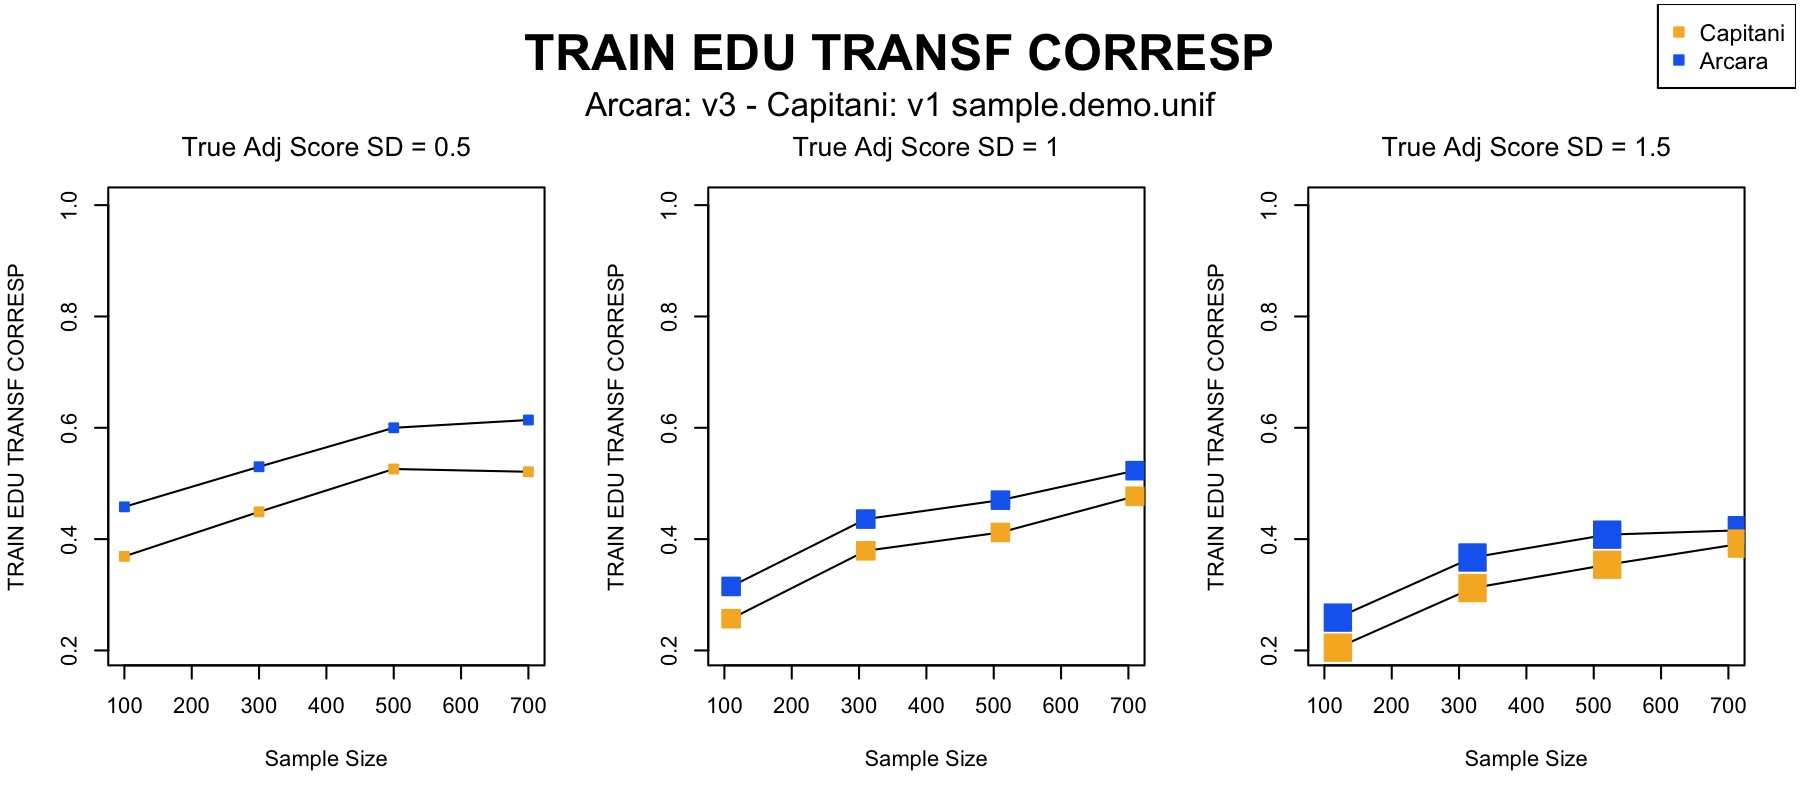 TRAIN EDU TRANSF CORRESP
Arcara: v3 - Capitani: v1 sample.demo.unif
Capitani
Arcara
True Adj Score SD = 0.5
TRAIN EDU TRANSF CORRESP
1.0
0.8
0.6
0.4
0.2
100 200 300 400 500 600 700
Sample Size
True Adj Score SD = 1
TRAIN EDU TRANSF CORRESP
1.0
0.8
0.6
0.4
0.2
100 200 300 400 500 600 700
Sample Size
True Adj Score SD = 1.5
TRAIN EDU TRANSF CORRESP
1.0
0.8
0.6
0.4
0.2
100 200 300 400 500 600 700
Sample Size